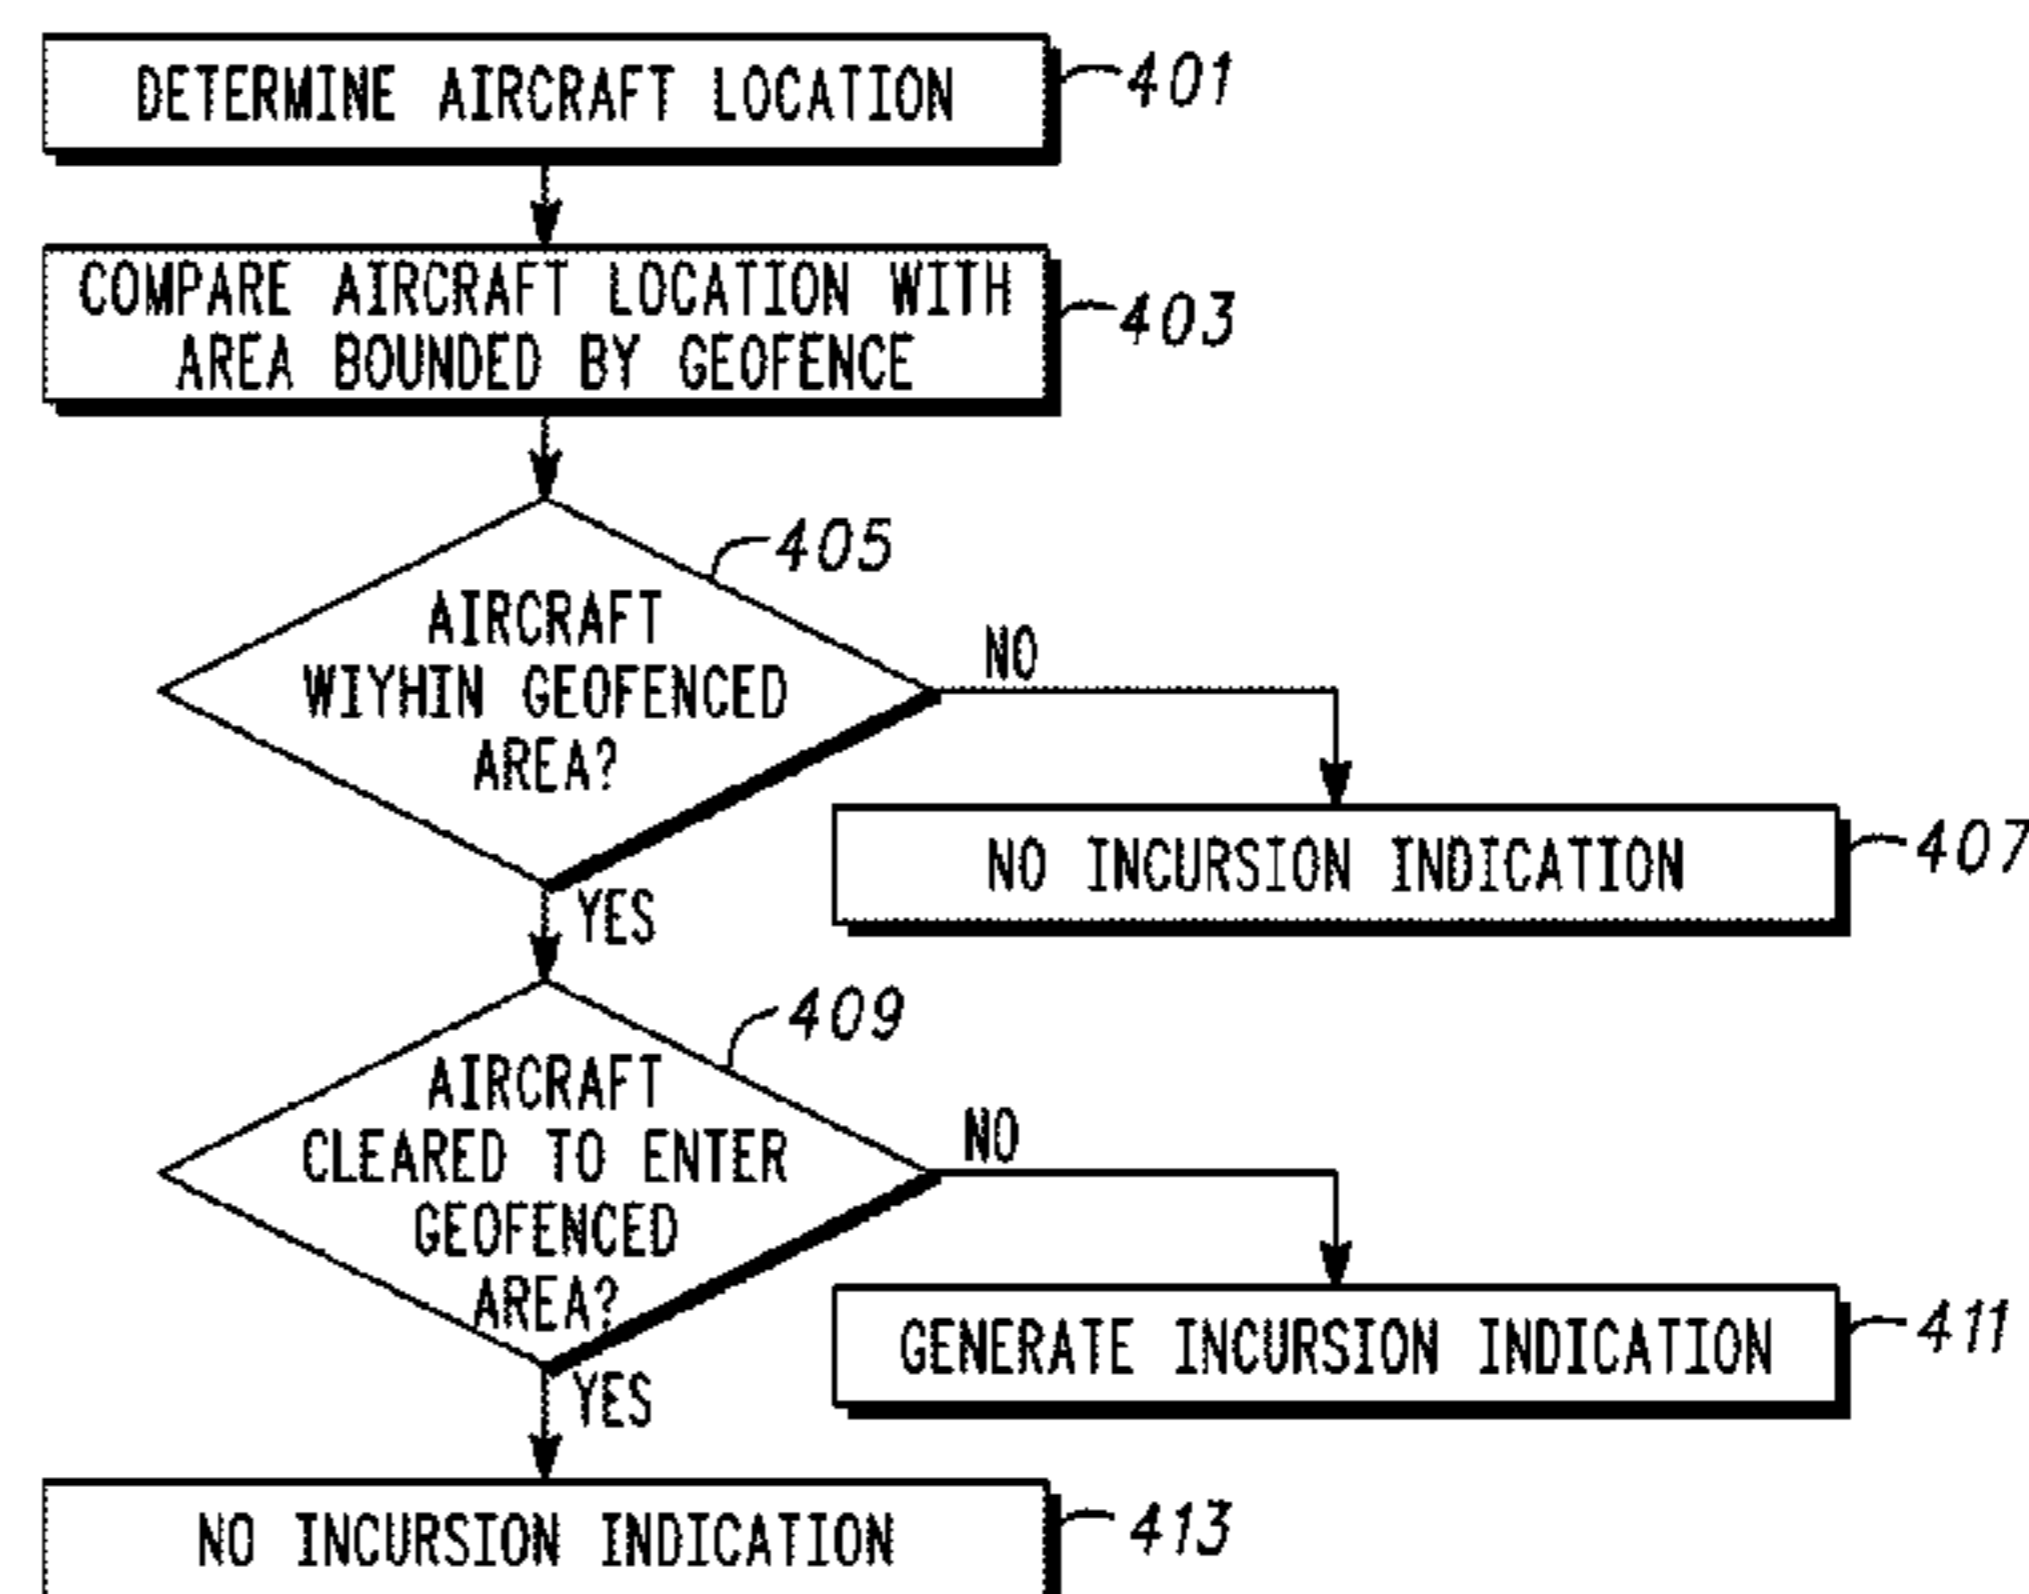 DETERMINE AIRCRAFT LOCATION
401
COMPARE AIRCRAFT LOCATION WITH
AREA BOUNDED BY GEOFENCE
403
405
AIRCRAFT
WIYHIN GEOFENCED
AREA?
NO
NO INCURSION INDICATION
407
YES
409
AIRCRAFT
CLEARED TO ENTER
GEOFENCED
AREA?
NO
GENERATE INCURSION INDICATION
411
YES
NO INCURSION INDICATION
413